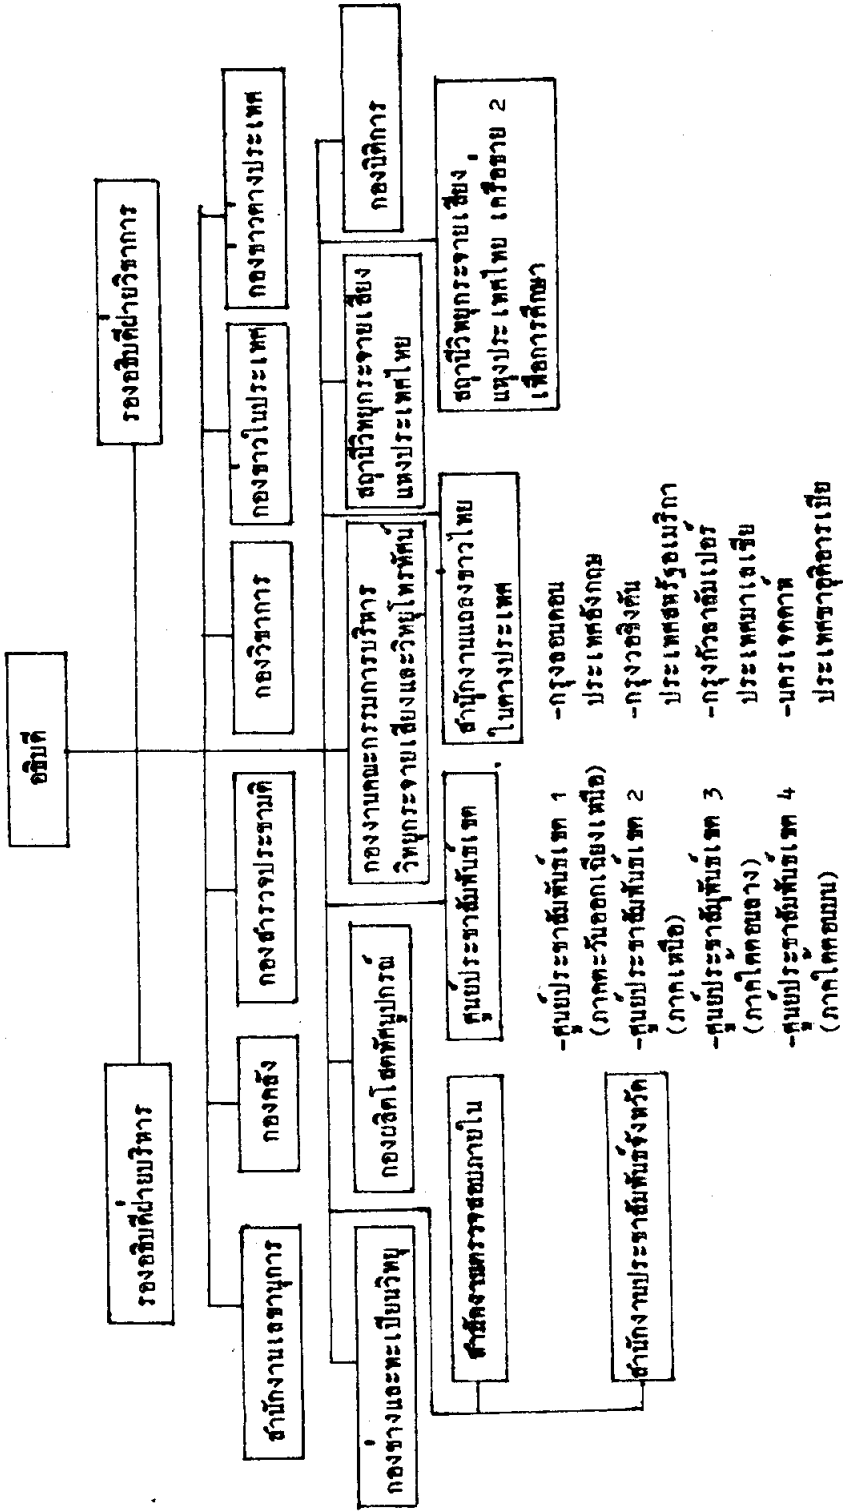 อธิบดี
รองอธิบดีฝ่ายบริหาร
รองอธิบดีฝ่ายวิชาการ
สำนักงานเลขานุการ
กองคลัง
กองสำรวจประชามติ
กองวิชาการ
กองข่าวในประเทศ
กองข่าวต่างประเทศ
กองช่างและทะเบียนวิทยุ
กองผลิตโสตทัศนูปกรณ์
กองงานคณะกรรมการบริหาร
วิทยุกระจายเสียงและวิทยุโทรทัศน์
สถานีวิทยุกระจายเสียง
แห่งประเทศไทย
กองนิติการ
สำนักงานตรวจสอบภายใน
ศูนย์ประชาสัมพันธ์เขต
สำนักงานแถลงข่าวไทย
ในต่างประเทศ
สถานีวิทยุกระจายเสียง
แห่งประเทศไทย เครือข่าย 2
เพื่อการศึกษา
สำนักงานประชาสัมพันธ์จังหวัด
-ศูนย์ประชาสัมพันธ์เขต 1
(ภาคตะวันออกเฉียงเหนือ)
-ศูนย์ประชาสัมพันธ์เขต 2
(ภาคเหนือ)
-ศูนย์ประชาสัมพันธ์เขต 3
(ภาคใต้ตอนล่าง)
-ศูนย์ประชาสัมพันธ์เขต 4
(ภาคใต้ตอนบน)
-กรุงลอนดอน
ประเทศอังกฤษ
-กรุงวอชิงตัน
ประเทศสหรัฐอเมริกา
-กรุงกัวลาลัมเปอร์
ประเทศมาเลเซีย
-นครเจดดาห์
ประเทศซาอุดิอารเบีย